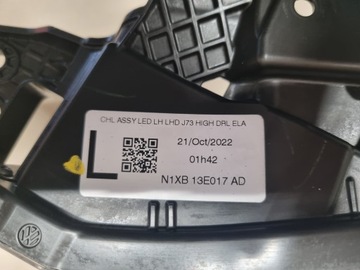 CHL ASSY LED LH LHD J73 HIGH DRL ELA
L
21/Oct/2022
01h42
N1XB 13E017 AD